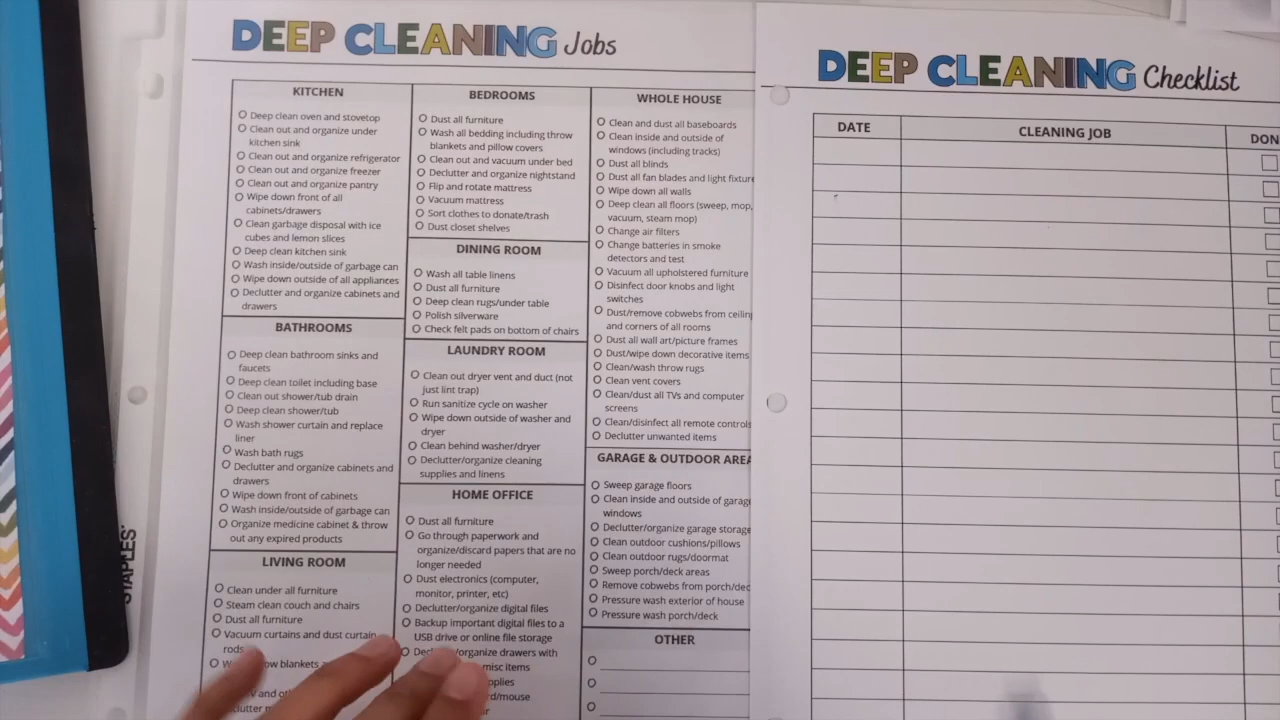 DEEP CLEANING Jobs
KITCHEN
Deep clean oven and stovetop
Clean out and organize under
kitchen sink
Clean out and organize refrigerator
Clean out and organize freezer
Clean out and organize pantry
Wipe down front of all
cabinets/drawers
Clean garbage disposal with ice
cubes and lemon slices
Deep clean kitchen sink
Wash inside/outside of garbage can
Wipe down outside of all appliances
Declutter and organize cabinets and
drawers
BATHROOMS
Deep clean bathroom sinks and
faucets
Deep clean toilet including base
Clean out shower/tub drain
Deep clean shower/tub
Wash shower curtain and replace
liner
Wash bath rugs
Declutter and organize cabinets and
drawers
Wipe down front of cabinets
Wash inside/outside of garbage can
Organize medicine cabinet & throw
out any expired products
LIVING ROOM
Clean under all furniture
Steam clean couch and chairs
Dust all furniture
Vacuum curtains and dust curtain
rods
blankets
BEDROOMS
Dust all furniture
Wash all bedding including throw
blankets and pillow covers
Clean out and vacuum under bed
Declutter and organize nightstand
Flip and rotate mattress
Vacuum mattress
Sort clothes to donate/trash
Dust closet shelves
DINING ROOM
Wash all table linens
Dust all furniture
Deep clean rugs/under table
Polish silverware
Check felt pads on bottom of chairs
LAUNDRY ROOM
Clean out dryer vent and duct (not
just lint trap)
Run sanitize cycle on washer
Wipe down outside of washer and
dryer
Clean behind washer/dryer
Declutter/organize cleaning
supplies and linens
HOME OFFICE
Dust all furniture
Go through paperwork and
organize/discard papers that are no
longer needed
Dust electronics (computer,
monitor, printer, etc)
Declutter/organize digital files
Backup important digital files to a
USB drive or online file storage
/organize drawers with
misc items
/mouse
WHOLE HOUSE
Clean and dust all baseboards
Clean inside and outside of
windows (including tracks)
Dust all blinds
Dust all fan blades and light fixture
Wipe down all walls
Deep clean all floors (sweep, mop,
vacuum, steam mop)
Change air filters
Change batteries in smoke
detectors and test
Vacuum all upholstered furniture
Disinfect door knobs and light
switches
Dust/remove cobwebs from ceilin
and corners of all rooms
Dust all wall art/picture frames
Dust/wipe down decorative items
Clean/wash throw rugs
Clean vent covers
Clean/dust all TVs and computer
screens
Clean/disinfect all remote controls
Declutter unwanted items
GARAGE & OUTDOOR AREA
Sweep garage floors
Clean inside and outside of garag
windows
Declutter/organize garage storage
Clean outdoor cushions/pillows
Clean outdoor rugs/doormat
Sweep porch/deck areas
Remove cobwebs from porch/dec
Pressure wash exterior of house
Pressure wash porch/deck
OTHER
DEEP CLEANING Checklist
DATE CLEANING JOB DON
STAPLES